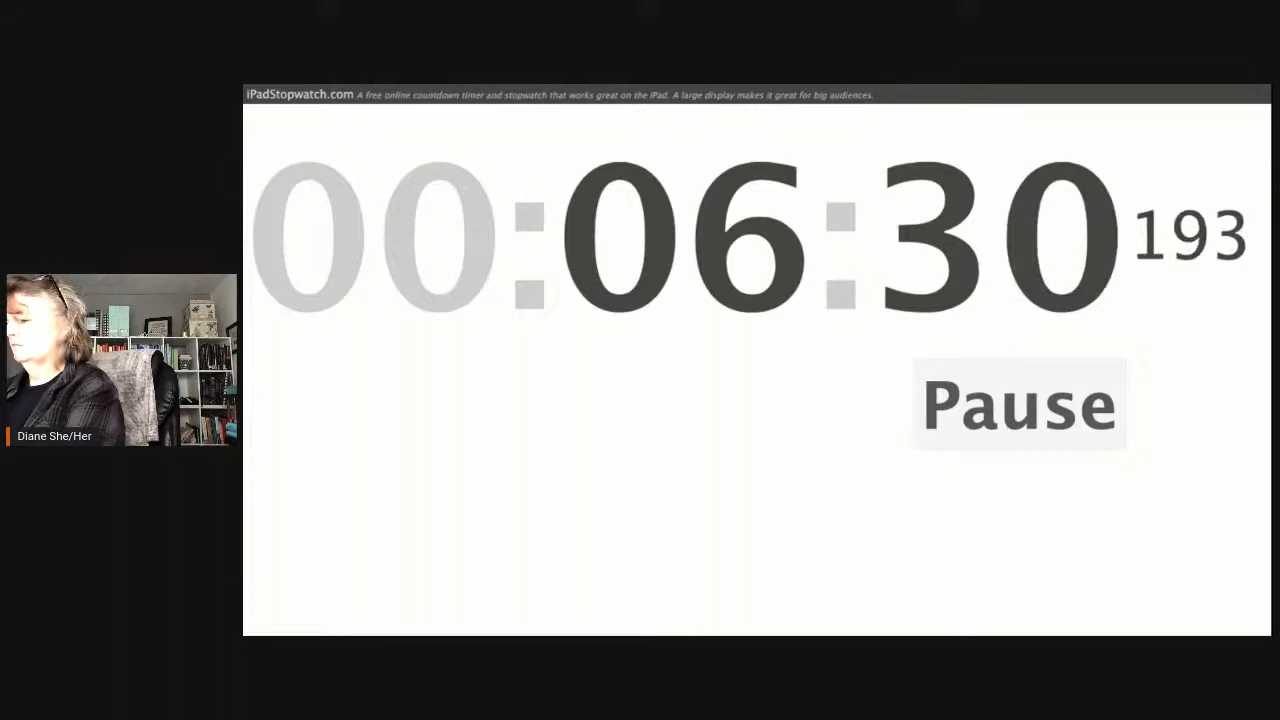 iPadStopwatch.com A free online countdown timer and stopwatch that works great on the iPad. A large display makes it great for big audiences.
00:06:30 193
Pause
Diane She/Her